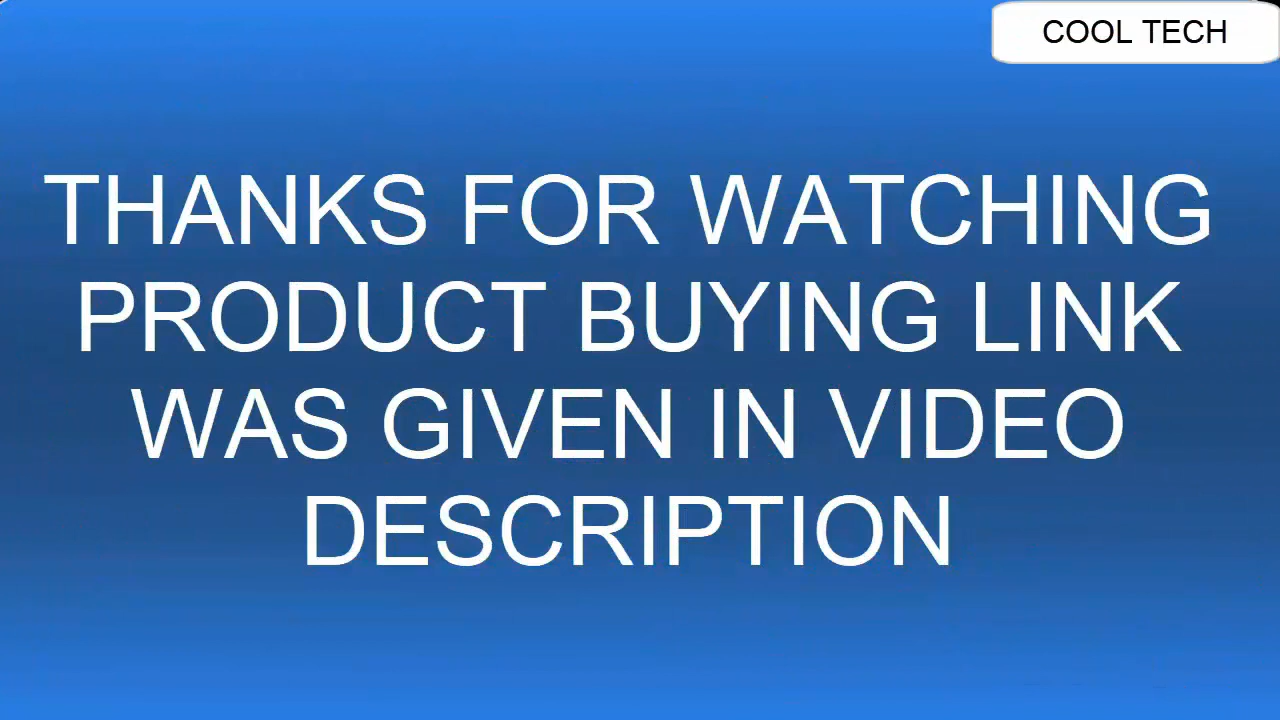 COOL TECH
THANKS FOR WATCHING
PRODUCT BUYING LINK
WAS GIVEN IN VIDEO
DESCRIPTION